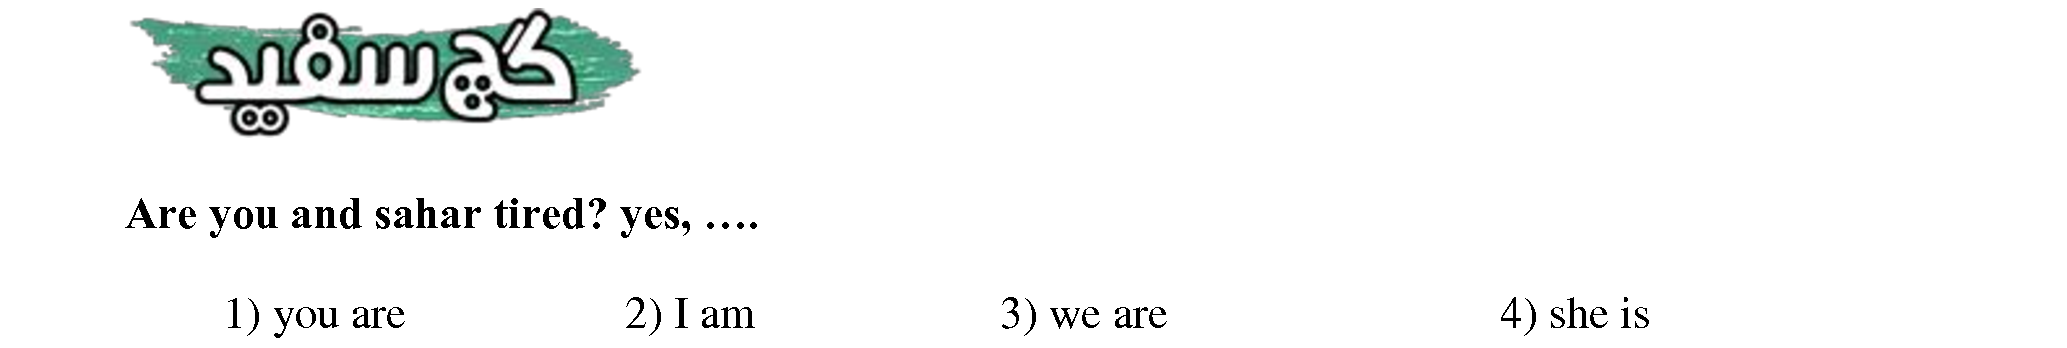 گچ سفید
Are you and sahar tired? yes, ….
1) you are 2) I am 3) we are 4) she is